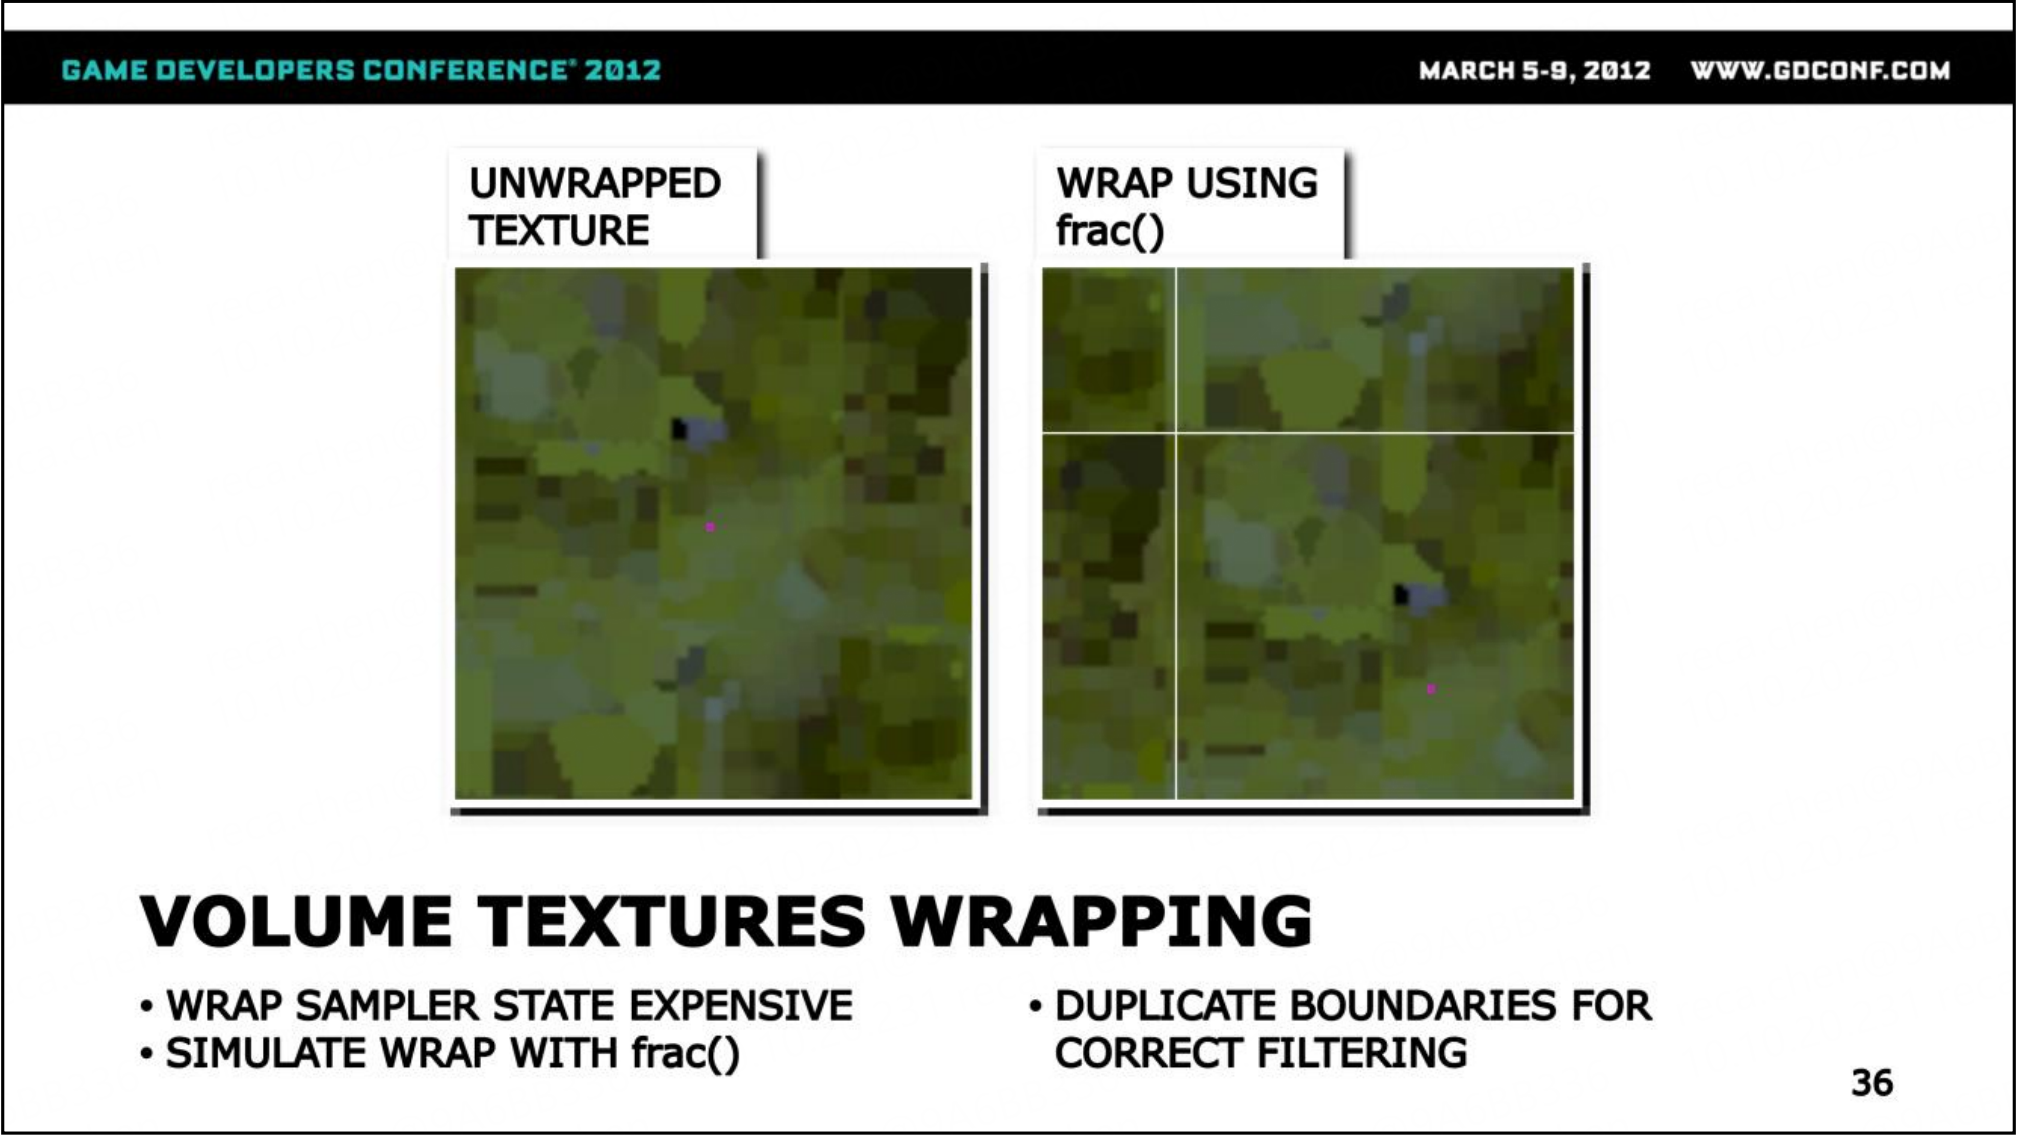 GAME DEVELOPERS CONFERENCE® 2012
MARCH 5-9, 2012 WWW.GDCONF.COM
UNWRAPPED
TEXTURE
WRAP USING
frac()
VOLUME TEXTURES WRAPPING
• WRAP SAMPLER STATE EXPENSIVE
• SIMULATE WRAP WITH frac()
• DUPLICATE BOUNDARIES FOR
CORRECT FILTERING
36